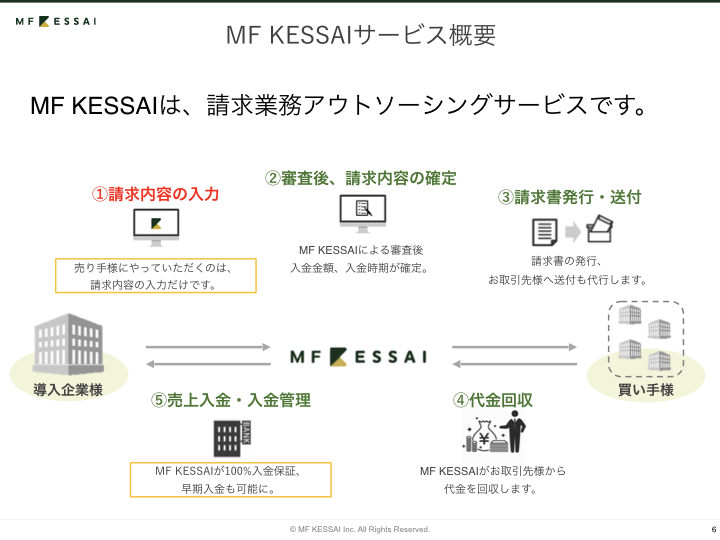 MF KESSAI
MF KESSAIサービス概要
MF KESSAIは、請求業務アウトソーシングサービスです。
①請求内容の入力
売り手様にやっていただくのは、
請求内容の入力だけです。
②審査後、請求内容の確定
MF KESSAIによる審査後
入金金額、入金時期が確定。
③請求書発行・送付
請求書の発行、
お取引先様へ送付も代行します。
導入企業様
MF KESSAI
買い手様
⑤売上入金・入金管理
BANK
MF KESSAIが100%入金保証、
早期入金も可能に。
④代金回収
¥
MF KESSAIがお取引先様から
代金を回収します。
© MF KESSAI Inc. All Rights Reserved.
6